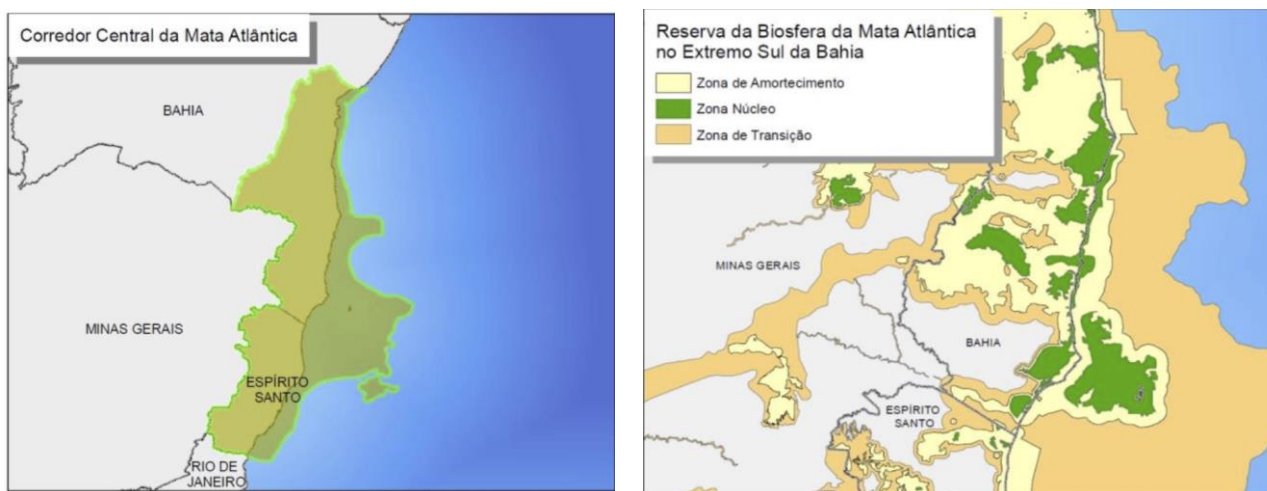 Corredor Central da Mata Atlântica
BAHIA
MINAS GERAIS
ESPÍRITO
SANTO
RIO DE
JANEIRO
Reserva da Biosfera da Mata Atlântica
no Extremo Sul da Bahia
Zona de Amortecimento
Zona Núcleo
Zona de Transição
MINAS GERAIS
BAHIA
ESPÍRITO
SANTO